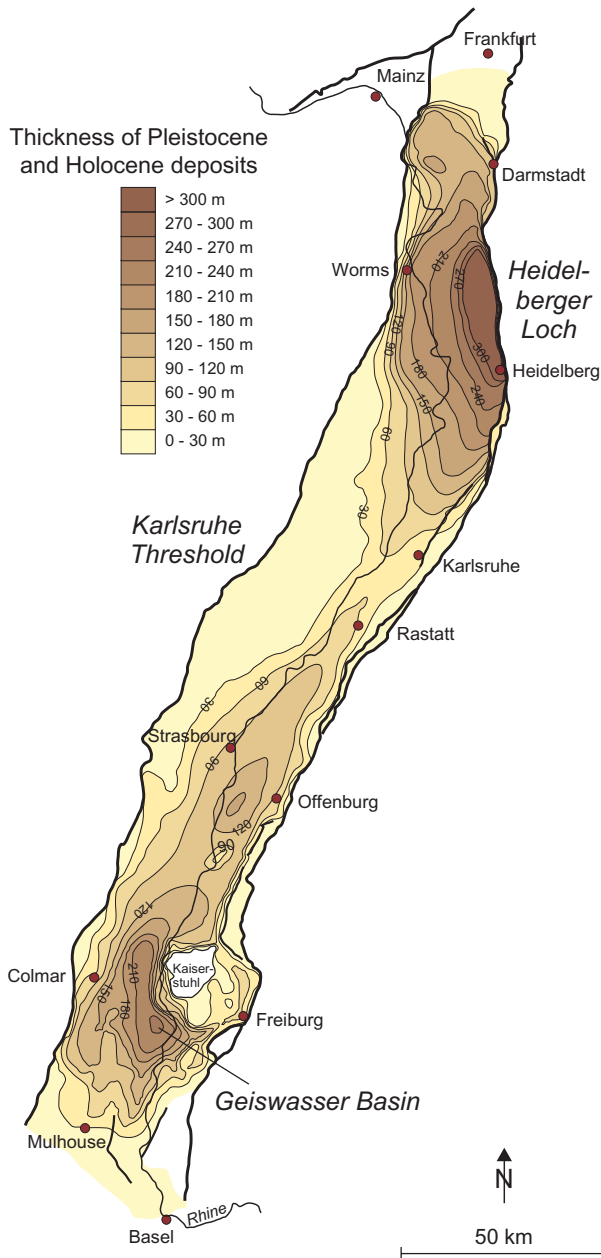 Frankfurt
Mainz
Thickness of Pleistocene
and Holocene deposits
> 300 m
270 - 300 m
240 - 270 m
210 - 240 m
180 - 210 m
150 - 180 m
120 - 150 m
90 - 120 m
60 - 90 m
30 - 60 m
0 - 30 m
Darmstadt
Worms
210
270
Heidel-
berger
Loch
120
90
300
180
Heidelberg
240
150
60
30
Karlsruhe
Threshold
Karlsruhe
Rastatt
60
30
Strasbourg
90
Offenburg
120
90
120
Colmar
210
Kaiser-
stuhl
150
180
Freiburg
Geiswasser Basin
Mulhouse
N
Rhine
Basel
50 km